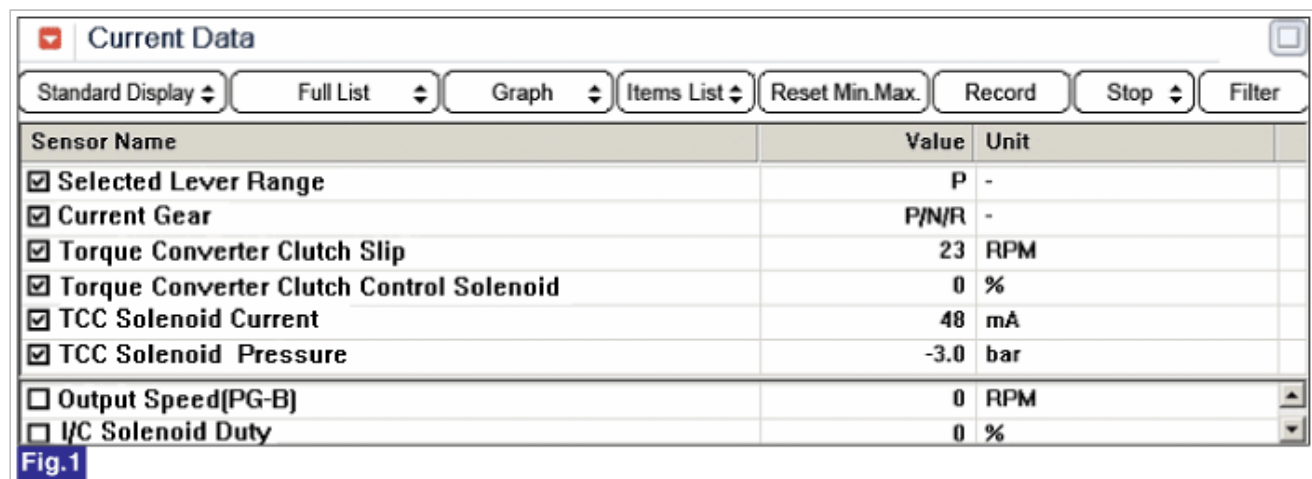 Current Data
Standard Display Full List Graph Items List Reset Min.Max. Record Stop Filter
Sensor Name Value Unit
Selected Lever Range P -
Current Gear P/N/R -
Torque Converter Clutch Slip 23 RPM
Torque Converter Clutch Control Solenoid 0 %
TCC Solenoid Current 48 mA
TCC Solenoid Pressure -3.0 bar
Output Speed(PG-B) 0 RPM
I/C Solenoid Duty 0 %
Fig.1